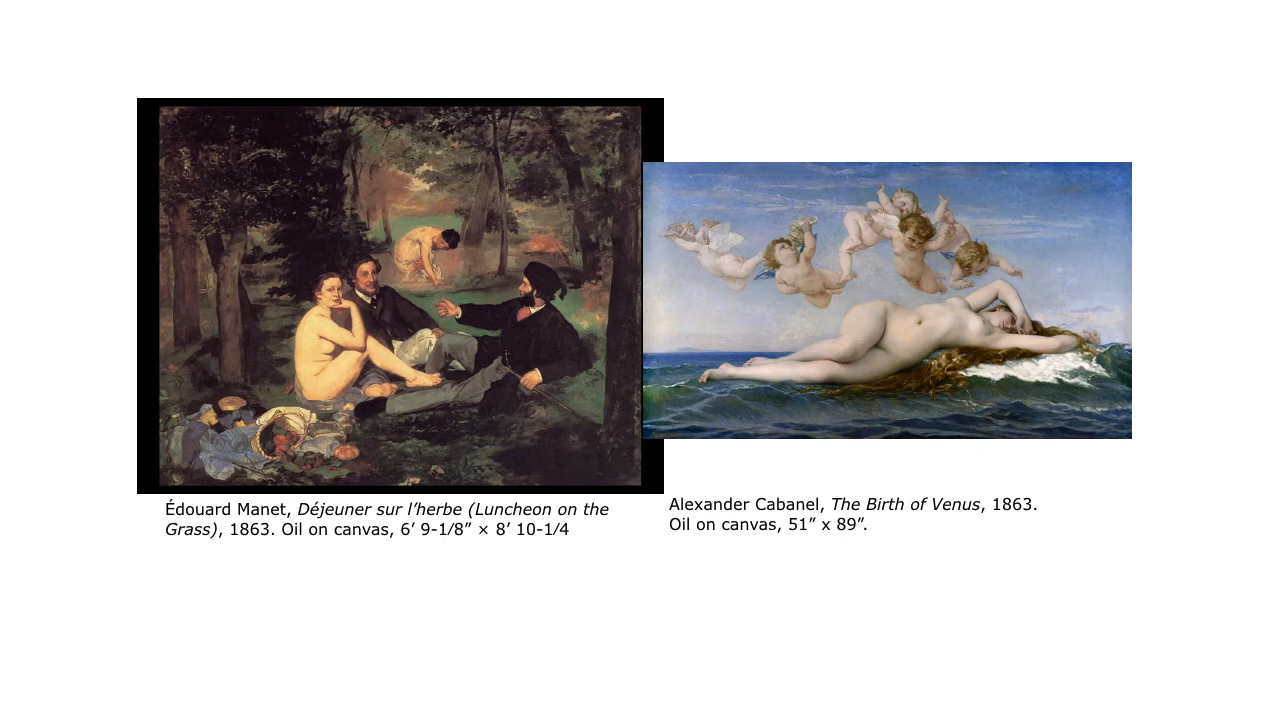 Édouard Manet, Déjeuner sur l’herbe (Luncheon on the
Grass), 1863. Oil on canvas, 6’ 9-1/8” × 8’ 10-1/4
Alexander Cabanel, The Birth of Venus, 1863.
Oil on canvas, 51” x 89”.